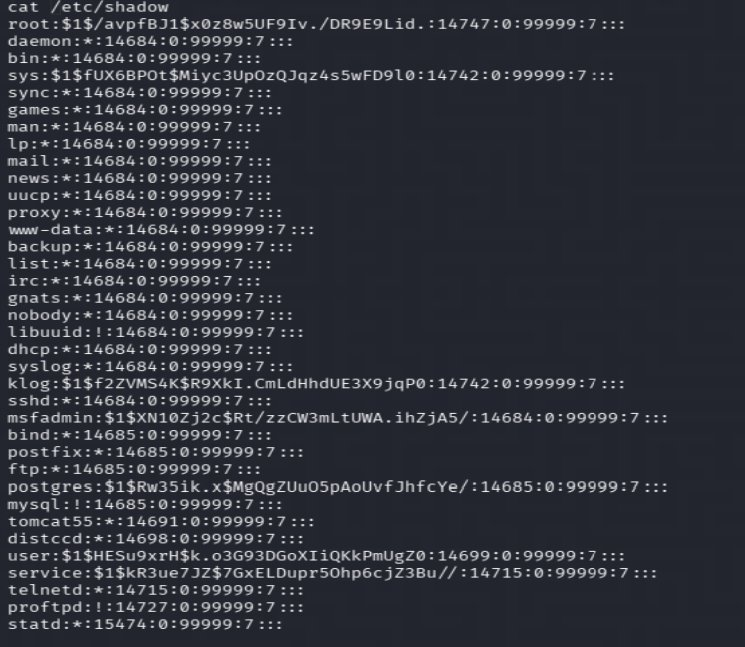 cat /etc/shadow
root:$1$/avpfBJ1$x0z8w5UF9Iv./DR9E9Lid.:14747:0:99999:7:::
daemon:*:14684:0:99999:7:::
bin:*:14684:0:99999:7:::
sys:$1$fUX6BPOt$Miyc3UpOzQJqz4s5wFD9l0:14742:0:99999:7:::
sync:*:14684:0:99999:7:::
games:*:14684:0:99999:7:::
man:*:14684:0:99999:7:::
lp:*:14684:0:99999:7:::
mail:*:14684:0:99999:7:::
news:*:14684:0:99999:7:::
uucp:*:14684:0:99999:7:::
proxy:*:14684:0:99999:7:::
www-data:*:14684:0:99999:7:::
backup:*:14684:0:99999:7:::
list:*:14684:0:99999:7:::
irc:*:14684:0:99999:7:::
gnats:*:14684:0:99999:7:::
nobody:*:14684:0:99999:7:::
libuuid:!:14684:0:99999:7:::
dhcp:*:14684:0:99999:7:::
syslog:*:14684:0:99999:7:::
klog:$1$f2ZVMS4K$R9XkI.CmLdHhdUE3X9jqP0:14742:0:99999:7:::
sshd:*:14684:0:99999:7:::
msfadmin:$1$XN10Zj2c$Rt/zzCW3mLtUWA.ihZjA5/:14684:0:99999:7:::
bind:*:14685:0:99999:7:::
postfix:*:14685:0:99999:7:::
ftp:*:14685:0:99999:7:::
postgres:$1$Rw35ik.x$MgQgZUuO5pAoUvfJhfcYe/:14685:0:99999:7:::
mysql:!:14685:0:99999:7:::
tomcat55:*:14691:0:99999:7:::
distccd:*:14698:0:99999:7:::
user:$1$HESu9xrH$k.o3G93DGoXIiQKkPmUgZ0:14699:0:99999:7:::
service:$1$kR3ue7JZ$7GxELDupr5Ohp6cjZ3Bu//:14715:0:99999:7:::
telnetd:*:14715:0:99999:7:::
proftpd:!:14727:0:99999:7:::
statd:*:15474:0:99999:7:::